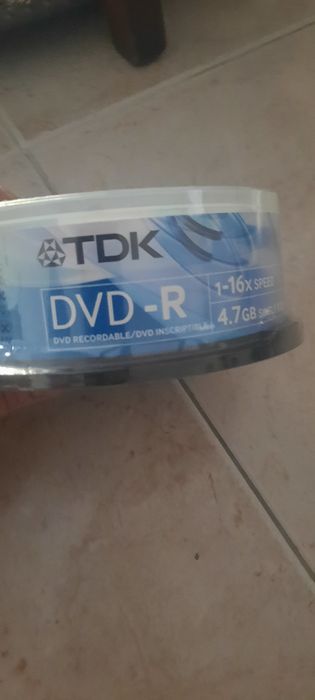 TDK
DVD-R
DVD RECORDABLE/DVD INSCRIPTIBLE
1-16X SPEED
4.7GB